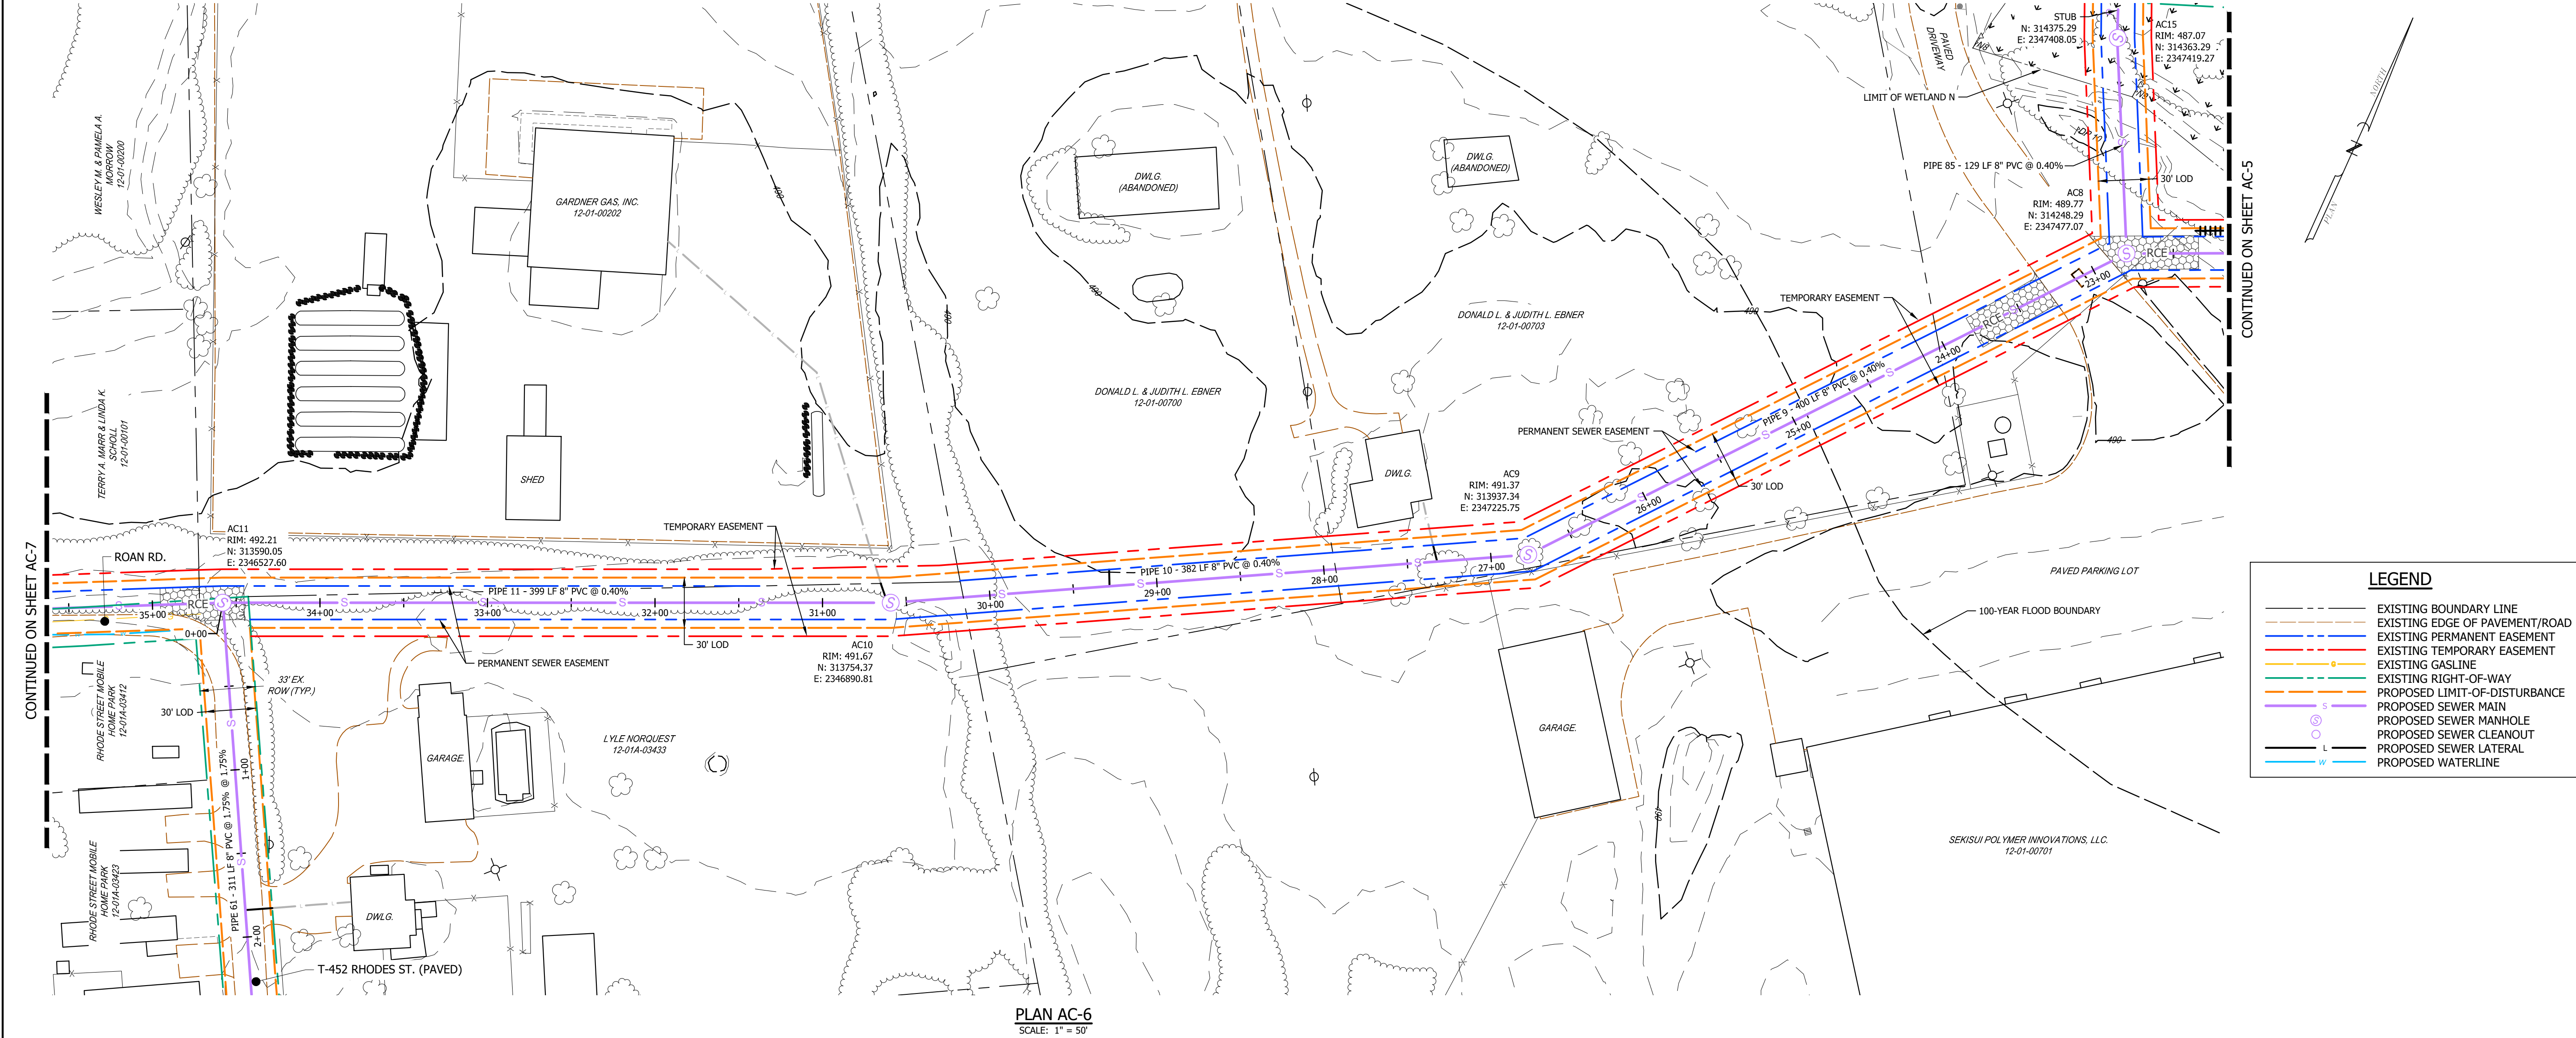 WESLEY M. & PAMELA A.
MORROW
12-01-00200
TERRY A. MARR & LINDA K.
SCHOLL
12-01-00101
CONTINUED ON SHEET AC-7
ROAN RD.
AC11
RIM: 492.21
N: 313590.05
E: 2346527.60
RCE
35+00
0+00
S
PIPE 11 - 399 LF 8" PVC @ 0.40%
34+00
33+00
32+00
31+00
30' LOD
PERMANENT SEWER EASEMENT
TEMPORARY EASEMENT
GARDNER GAS, INC.
12-01-00202
SHED
490
490
490
DWLG.
(ABANDONED)
DWLG.
(ABANDONED)
DONALD L. & JUDITH L. EBNER
12-01-00700
DONALD L. & JUDITH L. EBNER
12-01-00703
AC10
RIM: 491.67
N: 313754.37
E: 2346890.81
30+00
PIPE 10 - 382 LF 8" PVC @ 0.40%
29+00
28+00
27+00
DWLG.
AC9
RIM: 491.37
N: 313937.34
E: 2347225.75
PERMANENT SEWER EASEMENT
TEMPORARY EASEMENT
PIPE 9 - 400 LF 8" PVC @ 0.40%
26+00
25+00
24+00
23+00
30' LOD
RCE
RCE
490
490
PAVED
DRIVEWAY
STUB
N: 314375.29
E: 2347408.05
AC15
RIM: 487.07
N: 314363.29
E: 2347419.27
LIMIT OF WETLAND N
PIPE 85 - 129 LF 8" PVC @ 0.40%
30' LOD
AC8
RIM: 489.77
N: 314248.29
E: 2347477.07
CONTINUED ON SHEET AC-5
NORTH
N
PLAN
PAVED PARKING LOT
100-YEAR FLOOD BOUNDARY
GARAGE.
490
SEKISUI POLYMER INNOVATIONS, LLC.
12-01-00701
RHODE STREET MOBILE
HOME PARK
12-01A-03412
RHODE STREET MOBILE
HOME PARK
12-01A-03423
33' EX.
ROW (TYP.)
30' LOD
PIPE 61 - 311 LF 8" PVC @ 1.75% @ 1.75%
1+00
2+00
GARAGE.
LYLE NORQUEST
12-01A-03433
DWLG.
T-452 RHODES ST. (PAVED)
PLAN AC-6
SCALE: 1" = 50'
LEGEND
EXISTING BOUNDARY LINE
EXISTING EDGE OF PAVEMENT/ROAD
EXISTING PERMANENT EASEMENT
EXISTING TEMPORARY EASEMENT
EXISTING GASLINE
EXISTING RIGHT-OF-WAY
PROPOSED LIMIT-OF-DISTURBANCE
S PROPOSED SEWER MAIN
S PROPOSED SEWER MANHOLE
PROPOSED SEWER CLEANOUT
L PROPOSED SEWER LATERAL
W PROPOSED WATERLINE